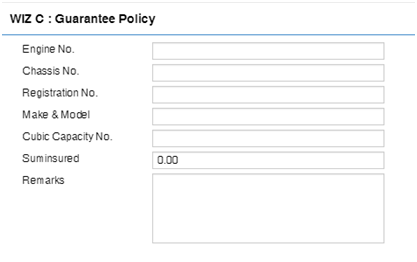 WIZ C : Guarantee Policy
Engine No.
Chassis No.
Registration No.
Make & Model
Cubic Capacity No.
Suminsured 0.00
Remarks